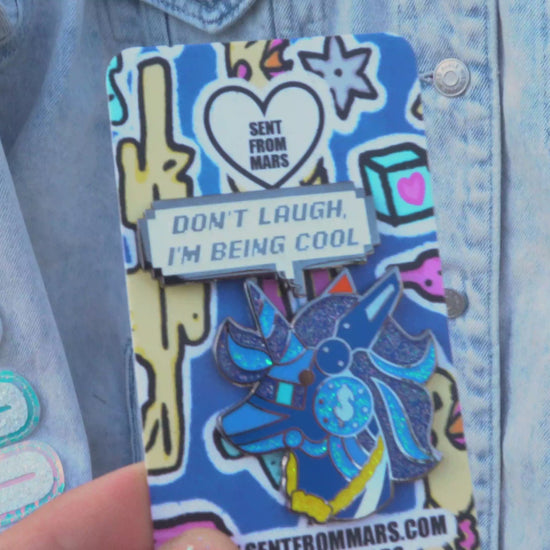 SENT
FROM
MARS
DON'T LAUGH,
I'M BEING COOL
S
SENTFROMMARS.COM